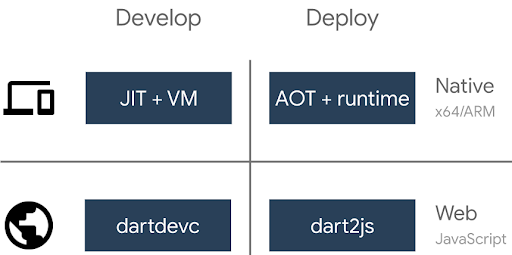 Develop
Deploy
JIT + VM
AOT + runtime
Native
x64/ARM
dartdevc
dart2js
Web
JavaScript